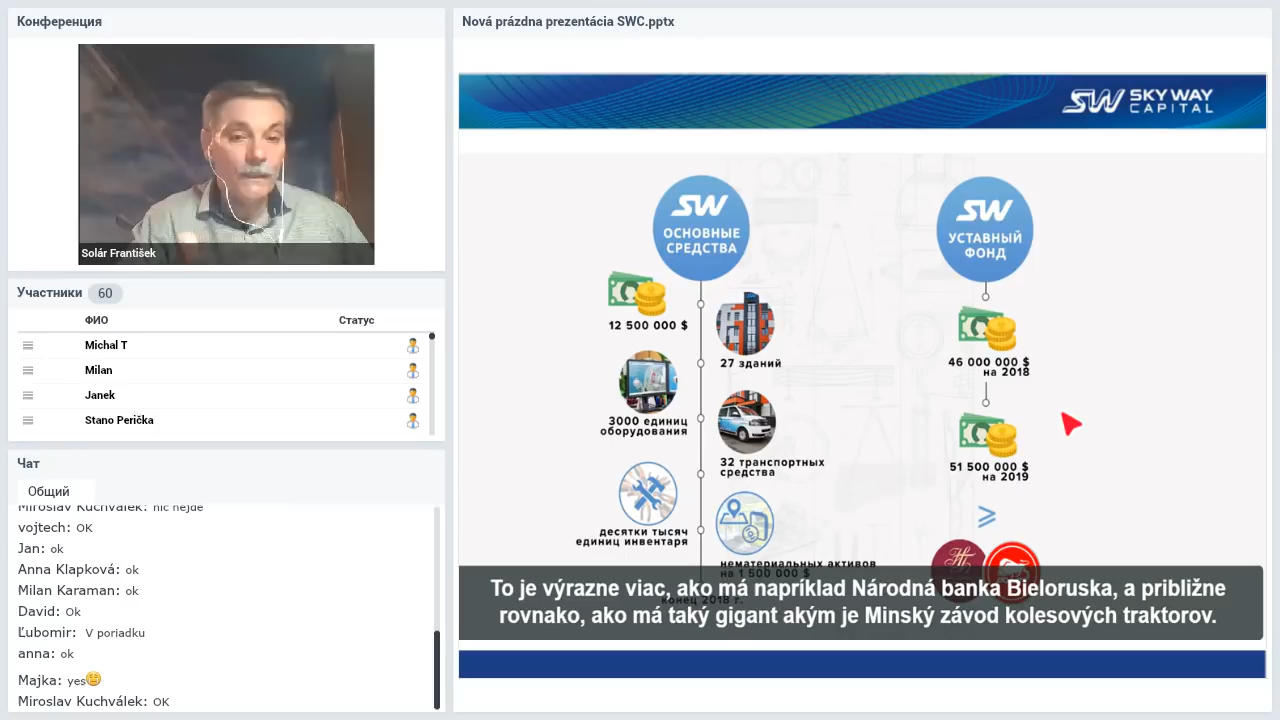 Конференция
Solár František
Участники 60
ФИО Статус
Michal T
Milan
Janek
Stano Perička
Чат
Общий
Miroslav Kuchválek: nic nejde
vojtech: OK
Jan: ok
Anna Klapková: ok
Milan Karaman: ok
David: Ok
Ľubomir: V poriadku
anna: ok
Majka: yes
Miroslav Kuchválek: OK
Nová prázdna prezentácia SWC.pptx
SW SKY WAY
CAPITAL
SW
ОСНОВНЫЕ
СРЕДСТВА
12 500 000 $
27 зданий
3000 единиц
оборудования
32 транспортных
средства
десятки тысяч
единиц инвентаря
нематериальных активов
на 1 500 000 $
конец 2018 г.
SW
УСТАВНЫЙ
ФОНД
46 000 000 $
на 2018
51 500 000 $
на 2019
⩾
To je výrazne viac, ako má napríklad Národná banka Bieloruska, a približne
rovnako, ako má taký gigant akým je Minský závod kolesových traktorov.